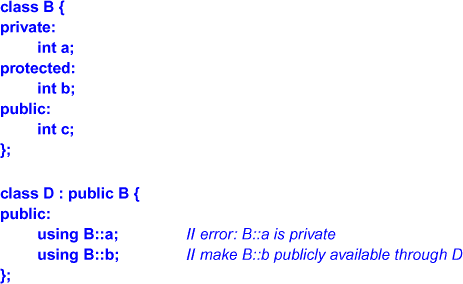 class B {
private:
int a;
protected:
int b;
public:
int c;
};
class D : public B {
public:
using B::a; // error: B::a is private
using B::b; // make B::b publicly available through D
};